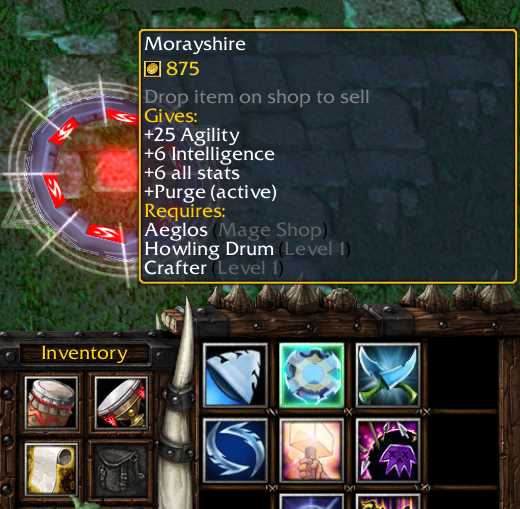 Morayshire
875
Drop item on shop to sell
Gives:
+25 Agility
+6 Intelligence
+6 all stats
+Purge (active)
Requires:
Aeglos (Mage Shop)
Howling Drum (Level 1)
Crafter (Level 1)
Inventory